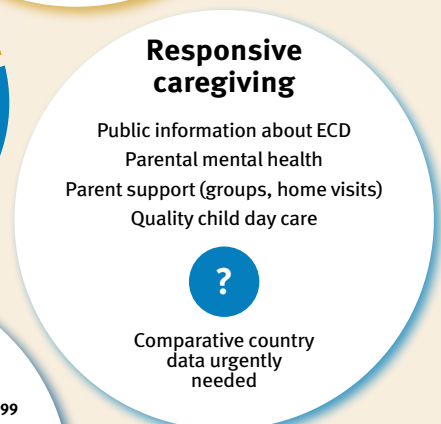 Responsive
caregiving
Public information about ECD
Parental mental health
Parent support (groups, home visits)
Quality child day care
?
Comparative country
data urgently
needed
99